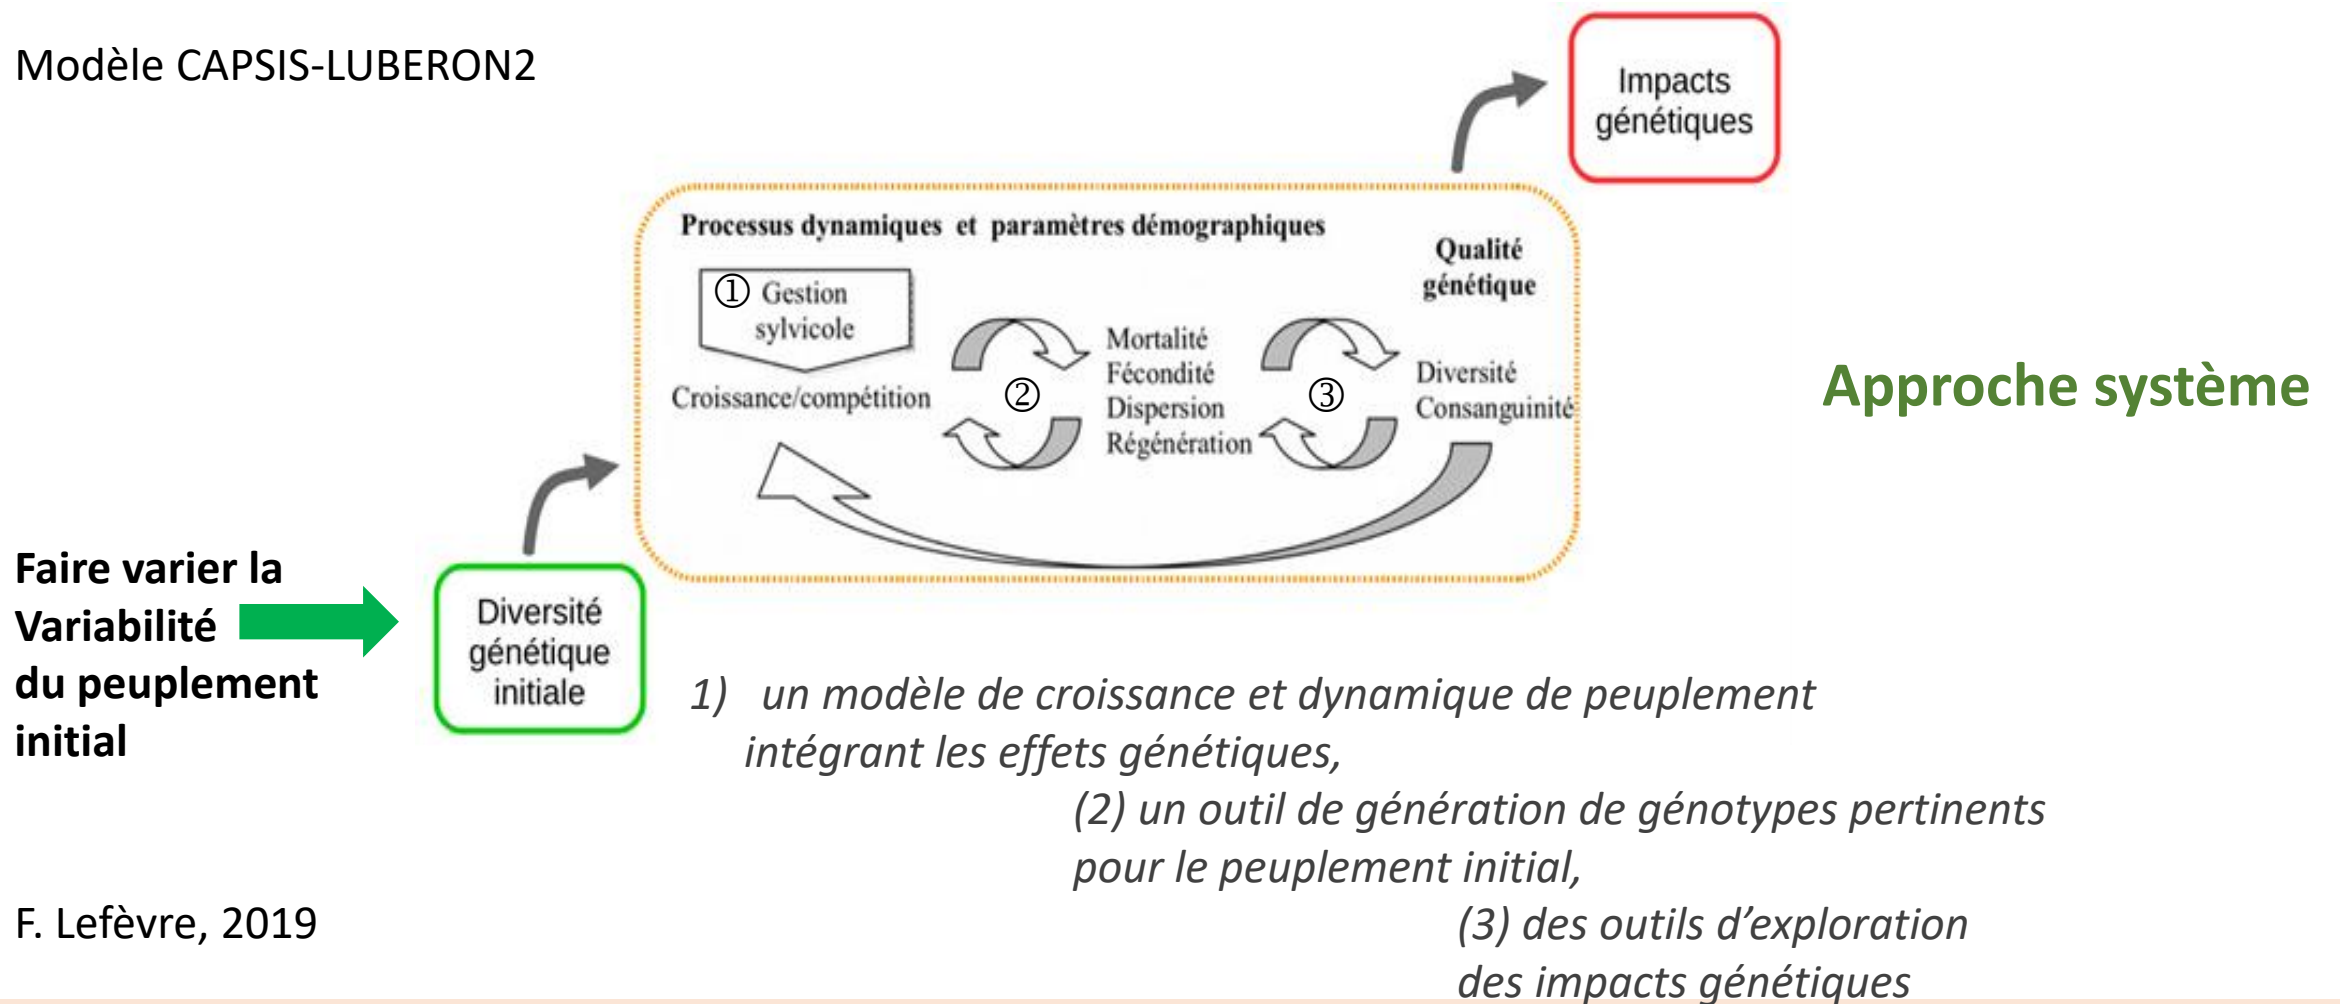 Modèle CAPSIS-LUBERON2
Impacts
génétiques
Processus dynamiques et paramètres démographiques
Qualité
génétique
① Gestion
sylvicole
Croissance/compétition
②
Mortalité
Fécondité
Dispersion
Régénération
③
Diversité
Consanguinité
Approche système
Faire varier la
Variabilité
du peuplement
initial
Diversité
génétique
initiale
1) un modèle de croissance et dynamique de peuplement
intégrant les effets génétiques,
(2) un outil de génération de génotypes pertinents
pour le peuplement initial,
(3) des outils d’exploration
des impacts génétiques
F. Lefèvre, 2019